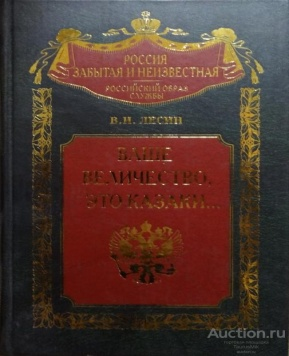 РОССИЯ
ЗАБЫТАЯ И НЕИЗВЕСТНАЯ
РОССИЙСКИЙ ОБРАЗ
СЛУЖБЫ
В.И. ЛЕСИН
ВАШЕ
ВЕЛИЧЕСТВО,
ЭТО КАЗАКИ...
Auction.ru